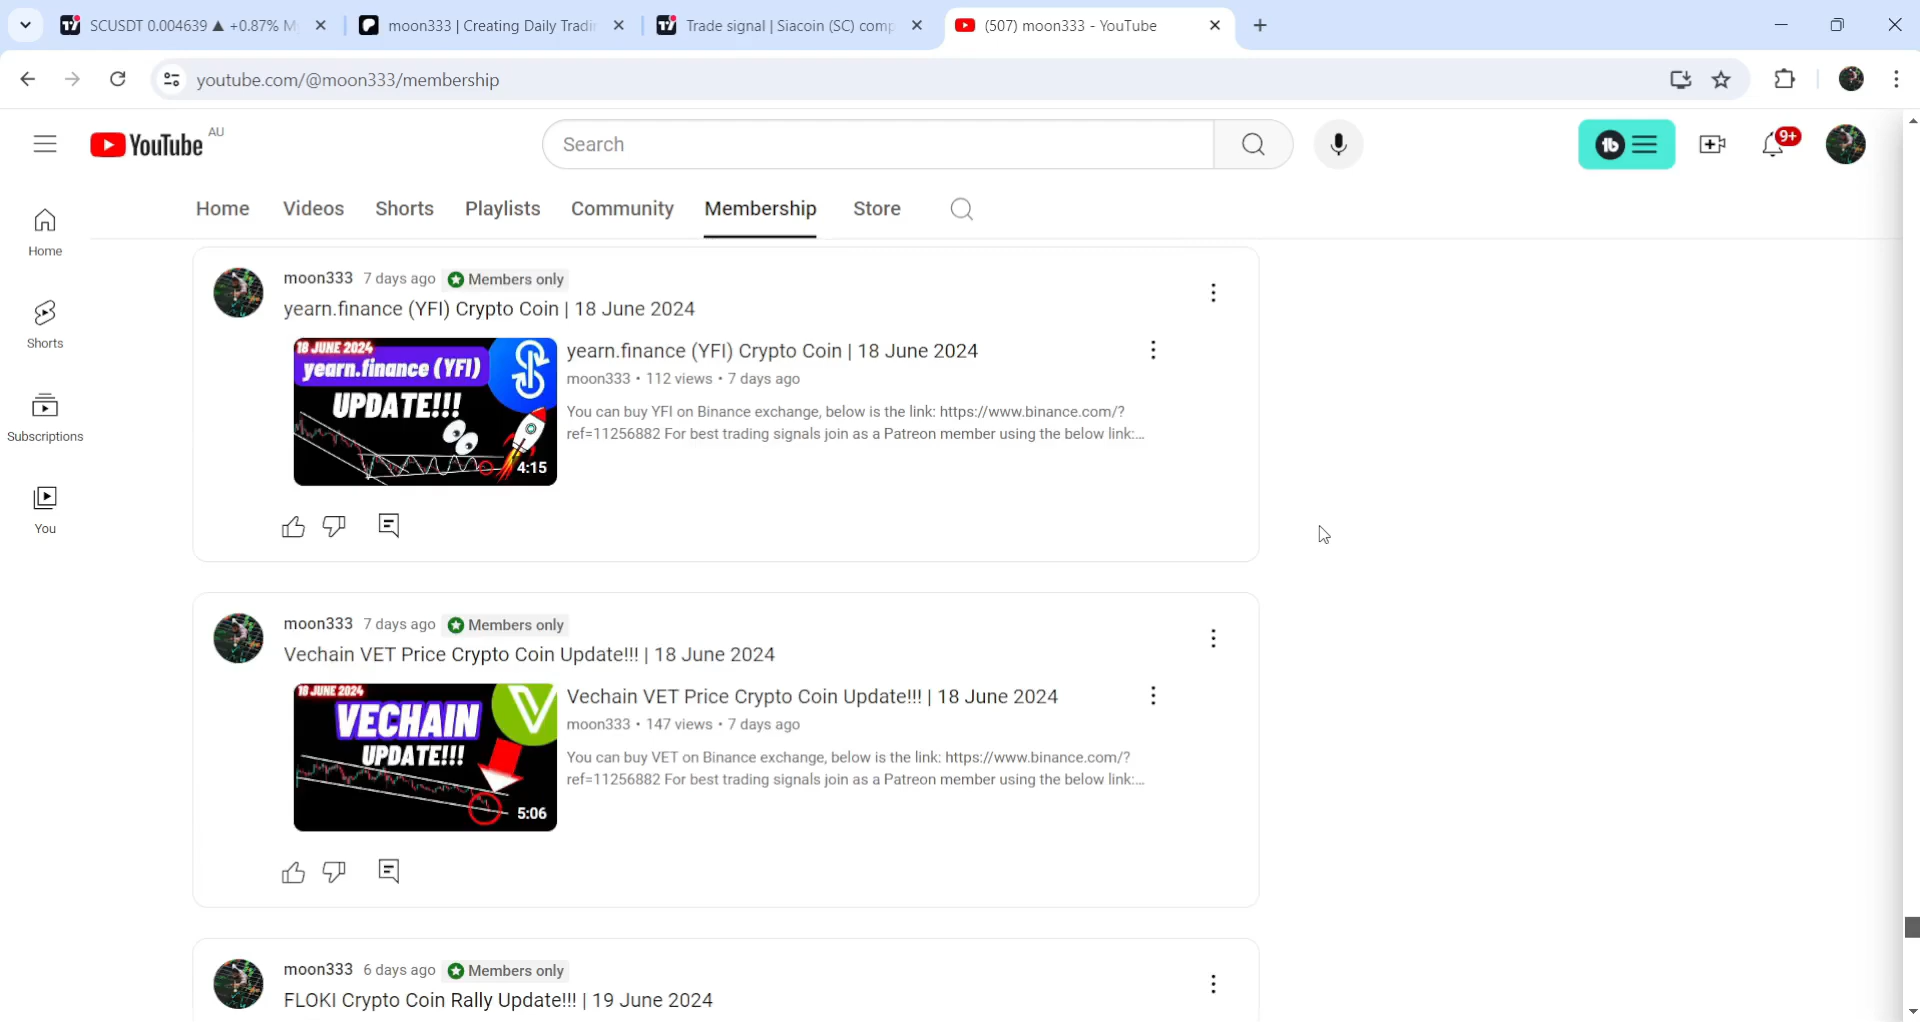 SCUSDT 0.004639 ▲ +0.87% M
moon333 | Creating Daily Tradin
Trade signal | Siacoin (SC) comp
(507) moon333 - YouTube
youtube.com/@moon333/membership
YouTube AU
Search
9+
Home
Videos
Shorts
Playlists
Community
Membership
Store
Home
Shorts
Subscriptions
You
moon333 7 days ago Members only
yearn.finance (YFI) Crypto Coin | 18 June 2024
18 JUNE 2024
yearn.finance (YFI)
UPDATE!!!
4:15
yearn.finance (YFI) Crypto Coin | 18 June 2024
moon333 • 112 views • 7 days ago
You can buy YFI on Binance exchange, below is the link: https://www.binance.com/?
ref=11256882 For best trading signals join as a Patreon member using the below link:...
moon333 7 days ago Members only
Vechain VET Price Crypto Coin Update!!! | 18 June 2024
18 JUNE 2024
VECHAIN
UPDATE!!!
5:06
Vechain VET Price Crypto Coin Update!!! | 18 June 2024
moon333 • 147 views • 7 days ago
You can buy VET on Binance exchange, below is the link: https://www.binance.com/?
ref=11256882 For best trading signals join as a Patreon member using the below link:...
moon333 6 days ago Members only
FLOKI Crypto Coin Rally Update!!! | 19 June 2024